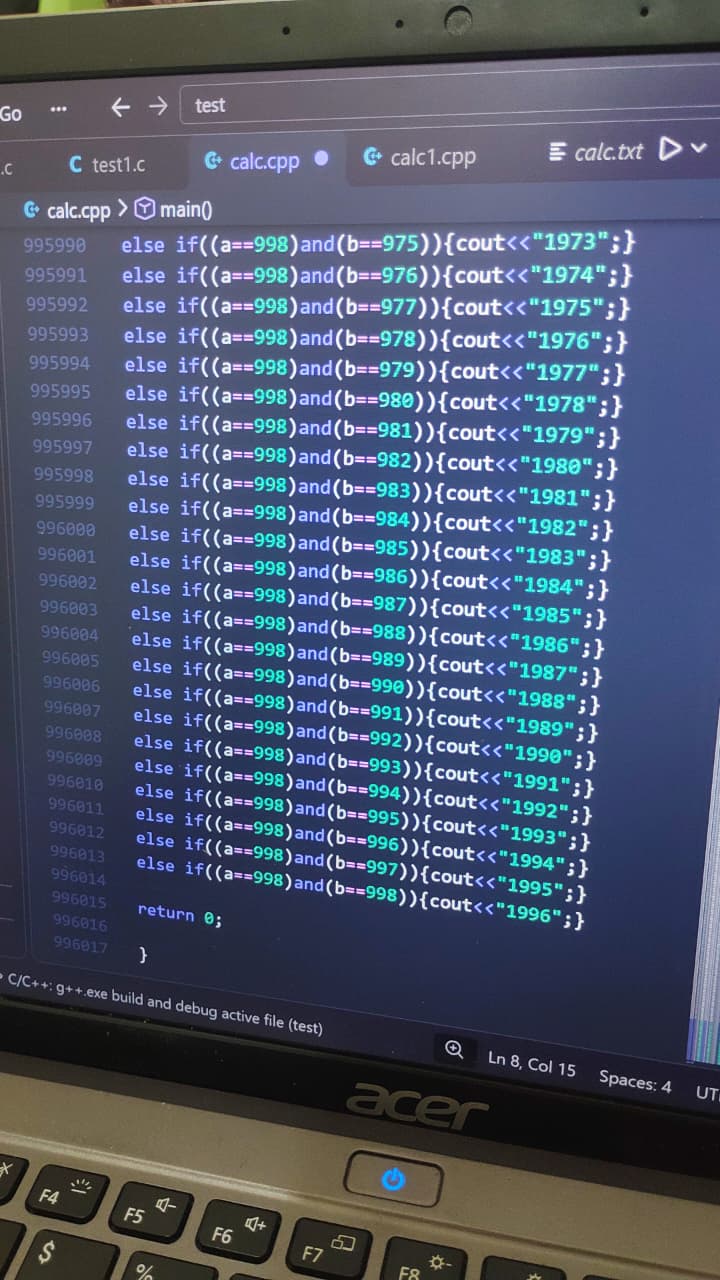 Go ··· ← → test
.c test1.c calc.cpp calc1.cpp calc.txt
calc.cpp > main()
995990 else if((a==998)and(b==975)){cout<<"1973";}
995991 else if((a==998)and(b==976)){cout<<"1974";}
995992 else if((a==998)and(b==977)){cout<<"1975";}
995993 else if((a==998)and(b==978)){cout<<"1976";}
995994 else if((a==998)and(b==979)){cout<<"1977";}
995995 else if((a==998)and(b==980)){cout<<"1978";}
995996 else if((a==998)and(b==981)){cout<<"1979";}
995997 else if((a==998)and(b==982)){cout<<"1980";}
995998 else if((a==998)and(b==983)){cout<<"1981";}
995999 else if((a==998)and(b==984)){cout<<"1982";}
996000 else if((a==998)and(b==985)){cout<<"1983";}
996001 else if((a==998)and(b==986)){cout<<"1984";}
996002 else if((a==998)and(b==987)){cout<<"1985";}
996003 else if((a==998)and(b==988)){cout<<"1986";}
996004 else if((a==998)and(b==989)){cout<<"1987";}
996005 else if((a==998)and(b==990)){cout<<"1988";}
996006 else if((a==998)and(b==991)){cout<<"1989";}
996007 else if((a==998)and(b==992)){cout<<"1990";}
996008 else if((a==998)and(b==993)){cout<<"1991";}
996009 else if((a==998)and(b==994)){cout<<"1992";}
996010 else if((a==998)and(b==995)){cout<<"1993";}
996011 else if((a==998)and(b==996)){cout<<"1994";}
996012 else if((a==998)and(b==997)){cout<<"1995";}
996013 else if((a==998)and(b==998)){cout<<"1996";}
996014
996015 return 0;
996016
996017 }
C/C++: g++.exe build and debug active file (test)
Ln 8, Col 15 Spaces: 4 UT
acer
F4 F5 F6 F7 F8
$ %